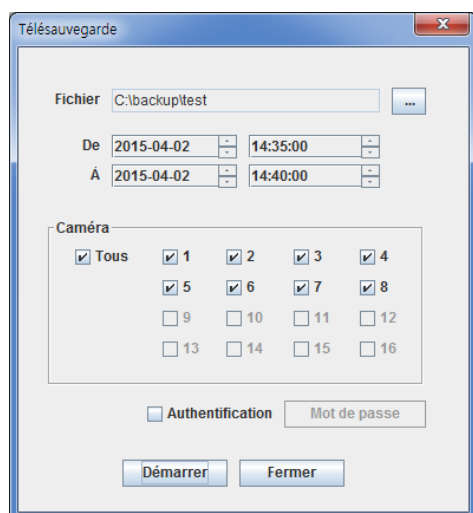 Télésauvegarde
Fichier C:\backup\test ...
De 2015-04-02 14:35:00
À 2015-04-02 14:40:00
Caméra
Tous 1 2 3 4
5 6 7 8
9 10 11 12
13 14 15 16
Authentification Mot de passe
Démarrer Fermer